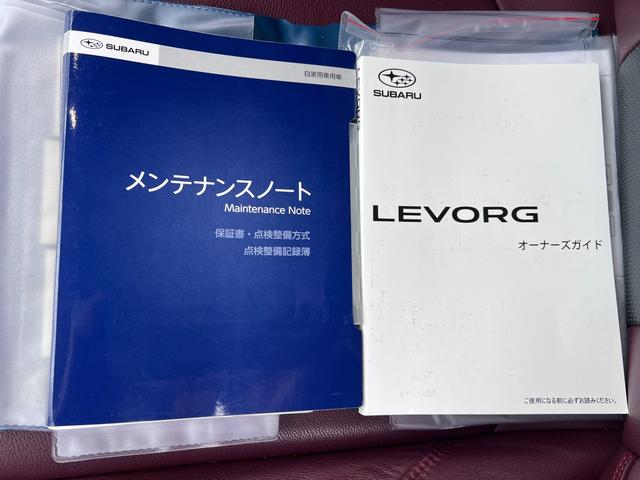 SUBARU
自家用乗用車
メンテナンスノート
Maintenance Note
保証書・点検整備方式
点検整備記録簿
SUBARU
LEVORG
オーナーズガイド
ご使用になる前に必ずお読みください。